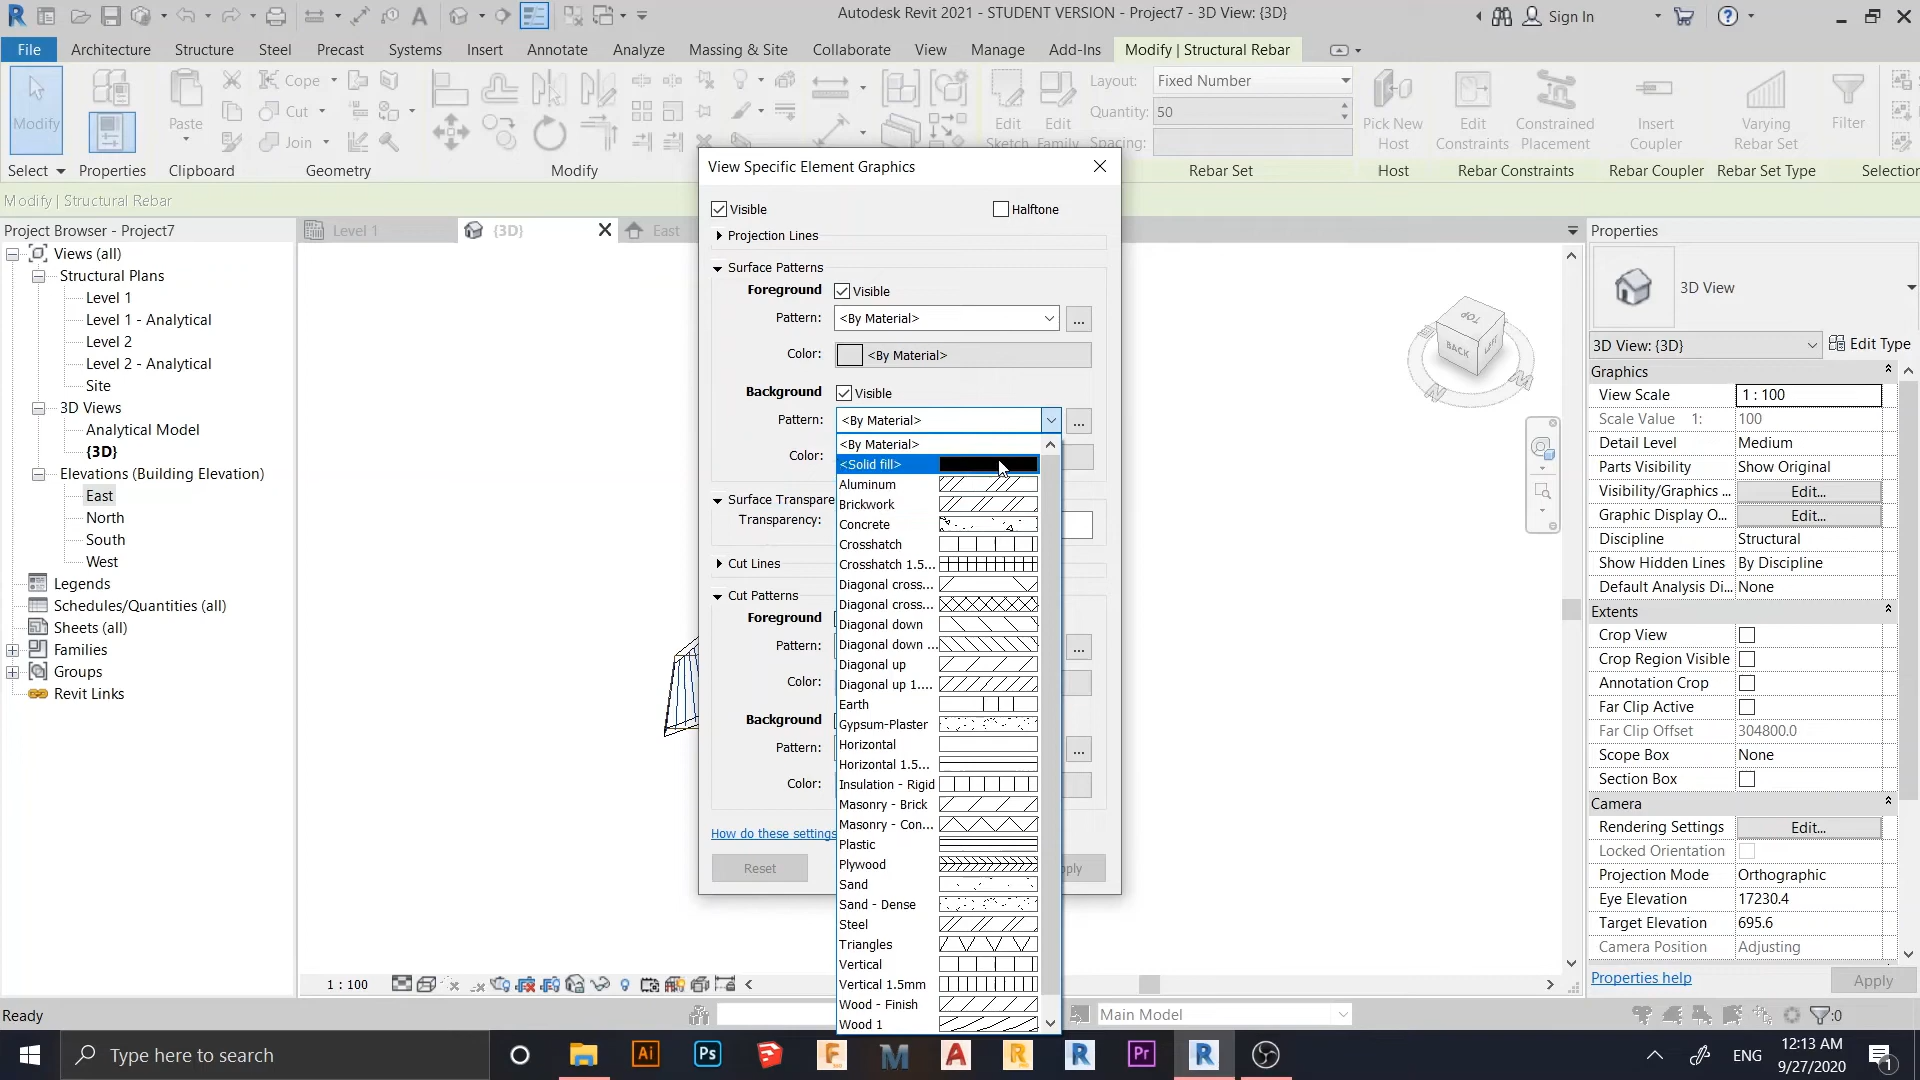 Autodesk Revit 2021 - STUDENT VERSION - Project7 - 3D View: {3D}
Sign In
File Architecture Structure Steel Precast Systems Insert Annotate Analyze Massing & Site Collaborate View Manage Add-Ins Modify | Structural Rebar
Modify
Paste
Cope
Cut
Join
Edit Sketch
Edit Family
Layout: Fixed Number
Quantity: 50
Spacing:
Pick New Host
Edit Constraints
Constrained Placement
Insert Coupler
Varying Rebar Set
Filter
Select Properties Clipboard Geometry Modify Rebar Set Host Rebar Constraints Rebar Coupler Rebar Set Type Selection
Modify | Structural Rebar
Project Browser - Project7
Views (all)
Structural Plans
Level 1
Level 1 - Analytical
Level 2
Level 2 - Analytical
Site
3D Views
Analytical Model
{3D}
Elevations (Building Elevation)
East
North
South
West
Legends
Schedules/Quantities (all)
Sheets (all)
Families
Groups
Revit Links
Level 1
{3D}
East
View Specific Element Graphics
Visible
Halftone
Projection Lines
Surface Patterns
Foreground Visible
Pattern: <By Material> ...
Color: <By Material>
Background Visible
Pattern: <By Material> ...
Color:
Surface Transpare
Transparency:
Cut Lines
Cut Patterns
Foreground
Pattern: ...
Color:
Background
Pattern: ...
Color:
How do these settings
Reset
pply
<By Material>
<Solid fill>
Aluminum
Brickwork
Concrete
Crosshatch
Crosshatch 1.5...
Diagonal cross...
Diagonal cross...
Diagonal down
Diagonal down ...
Diagonal up
Diagonal up 1....
Earth
Gypsum-Plaster
Horizontal
Horizontal 1.5...
Insulation - Rigid
Masonry - Brick
Masonry - Con...
Plastic
Plywood
Sand
Sand - Dense
Steel
Triangles
Vertical
Vertical 1.5mm
Wood - Finish
Wood 1
TOP
BACK
LEFT
N
M
Properties
3D View
3D View: {3D} Edit Type
Graphics
View Scale 1 : 100
Scale Value 1: 100
Detail Level Medium
Parts Visibility Show Original
Visibility/Graphics ... Edit...
Graphic Display O... Edit...
Discipline Structural
Show Hidden Lines By Discipline
Default Analysis Di... None
Extents
Crop View
Crop Region Visible
Annotation Crop
Far Clip Active
Far Clip Offset 304800.0
Scope Box None
Section Box
Camera
Rendering Settings Edit...
Locked Orientation
Projection Mode Orthographic
Eye Elevation 17230.4
Target Elevation 695.6
Camera Position Adjusting
Properties help Apply
1 : 100
Ready
Main Model
:0
Type here to search
Ai
Ps
F
M
A
R
R
Pr
R
ENG
12:13 AM
9/27/2020
1